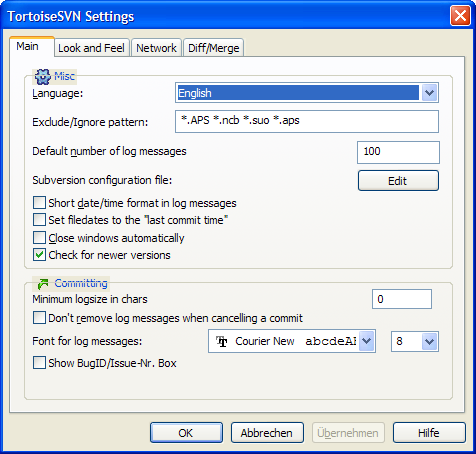 TortoiseSVN Settings
Main Look and Feel Network Diff/Merge
Misc
Language: English
Exclude/Ignore pattern: *.APS *.ncb *.suo *.aps
Default number of log messages 100
Subversion configuration file: Edit
Short date/time format in log messages
Set filedates to the "last commit time"
Close windows automatically
Check for newer versions
Committing
Minimum logsize in chars 0
Don't remove log messages when cancelling a commit
Font for log messages: Courier New abcdeA 8
Show BugID/Issue-Nr. Box
OK Abbrechen Übernehmen Hilfe